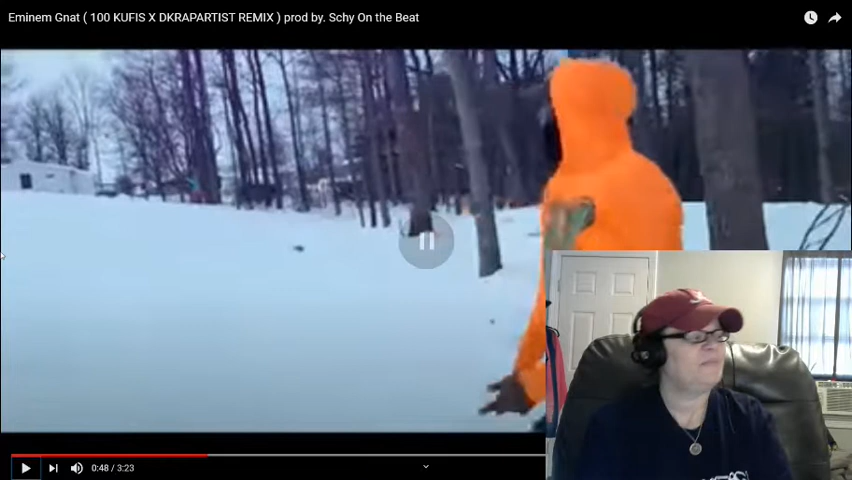 Eminem Gnat ( 100 KUFIS X DKRAPARTIST REMIX ) prod by. Schy On the Beat
0:48 / 3:23